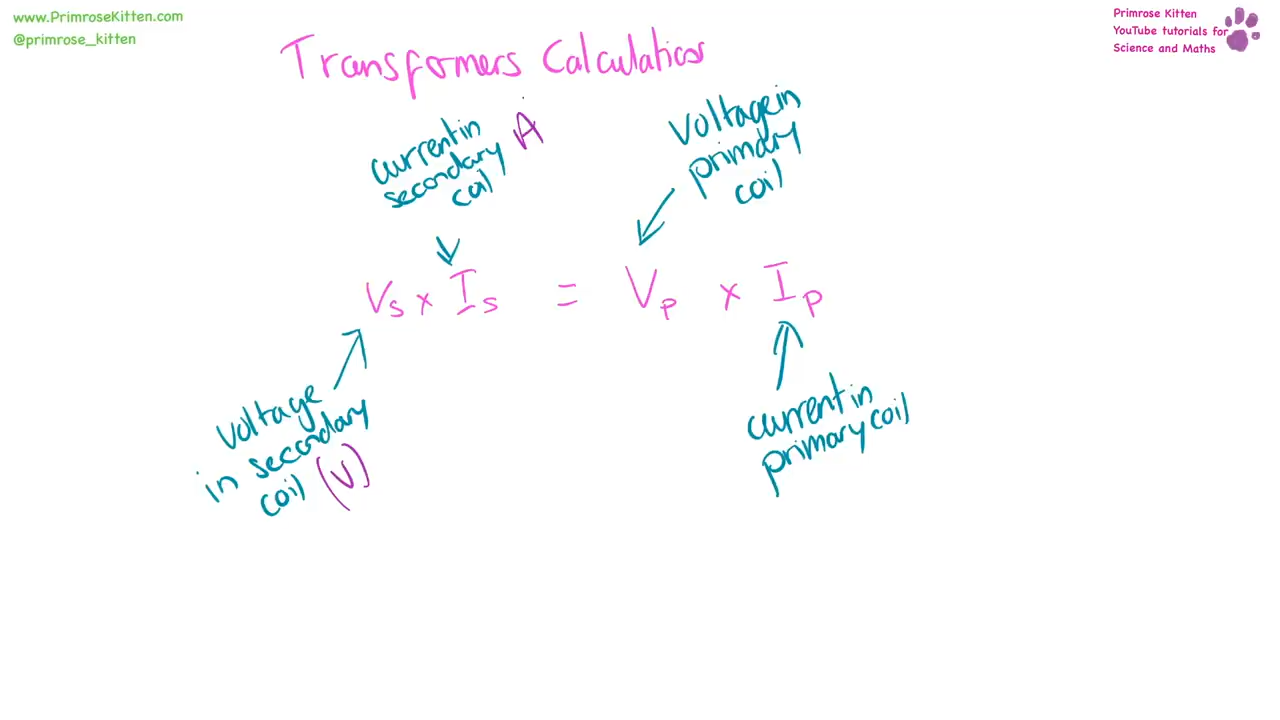 www.PrimroseKitten.com
@primrose_kitten
Primrose Kitten
YouTube tutorials for
Science and Maths
Transformers Calculations
current in
secondary A
coil
Voltage in
primary
coil
Vs × Is = Vp × Ip
voltage
in secondary
coil (V)
current in
primary coil